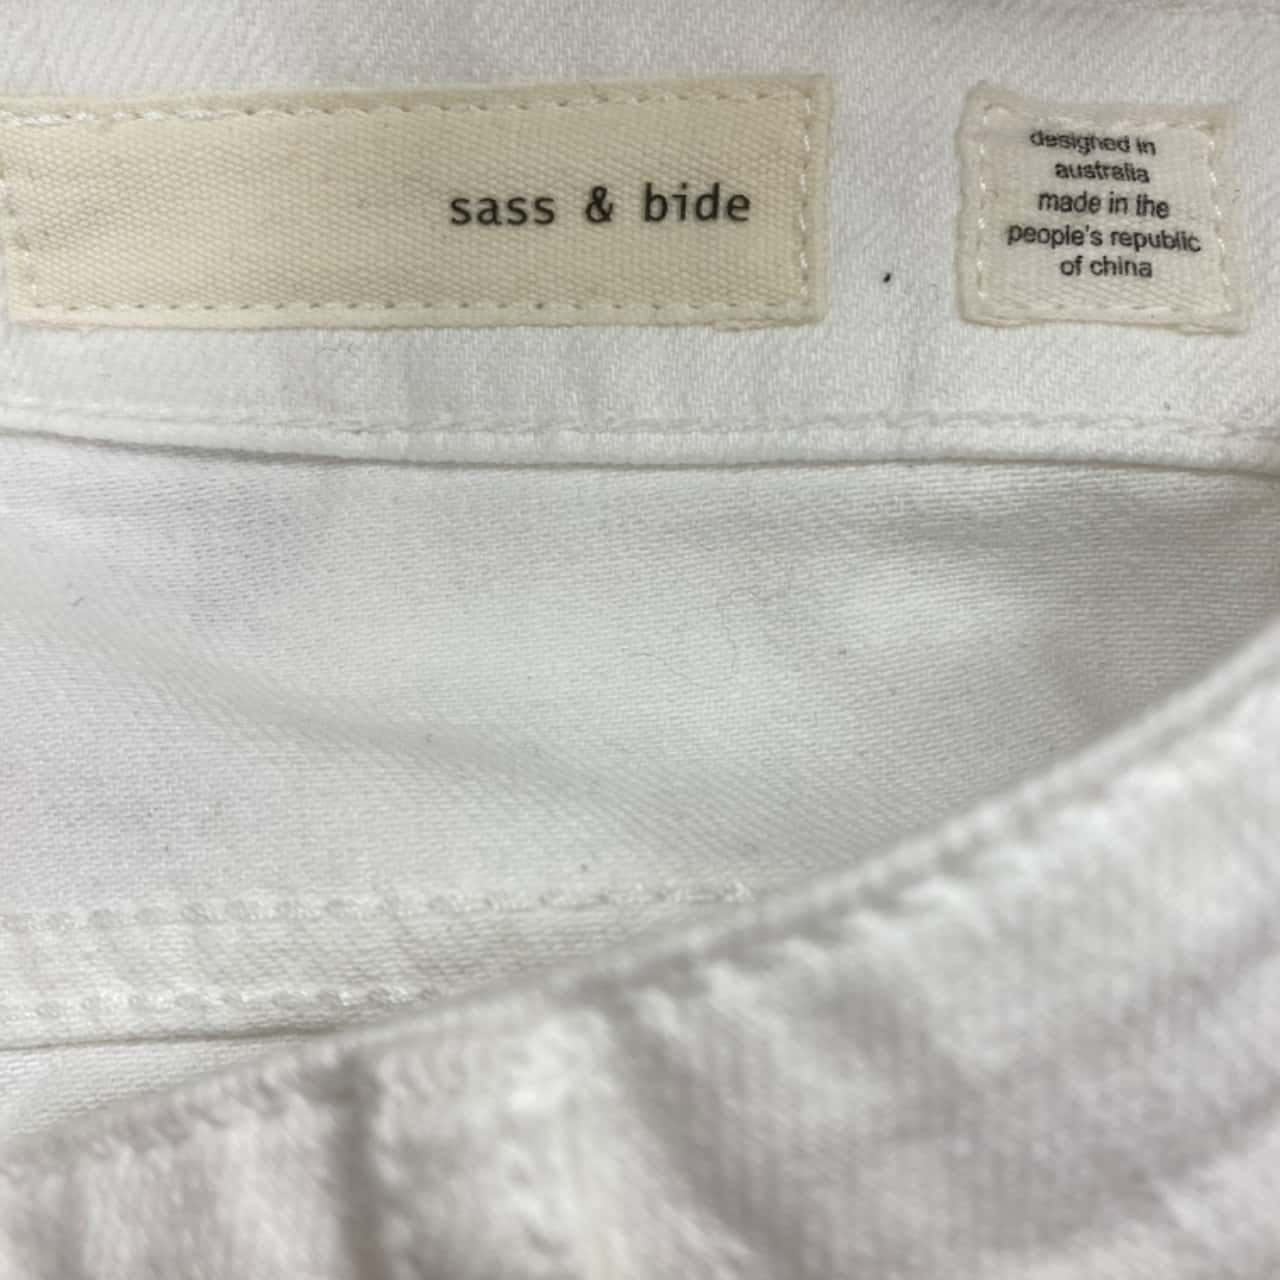 sass & bide
designed in
australia
made in the
people's republic
of china